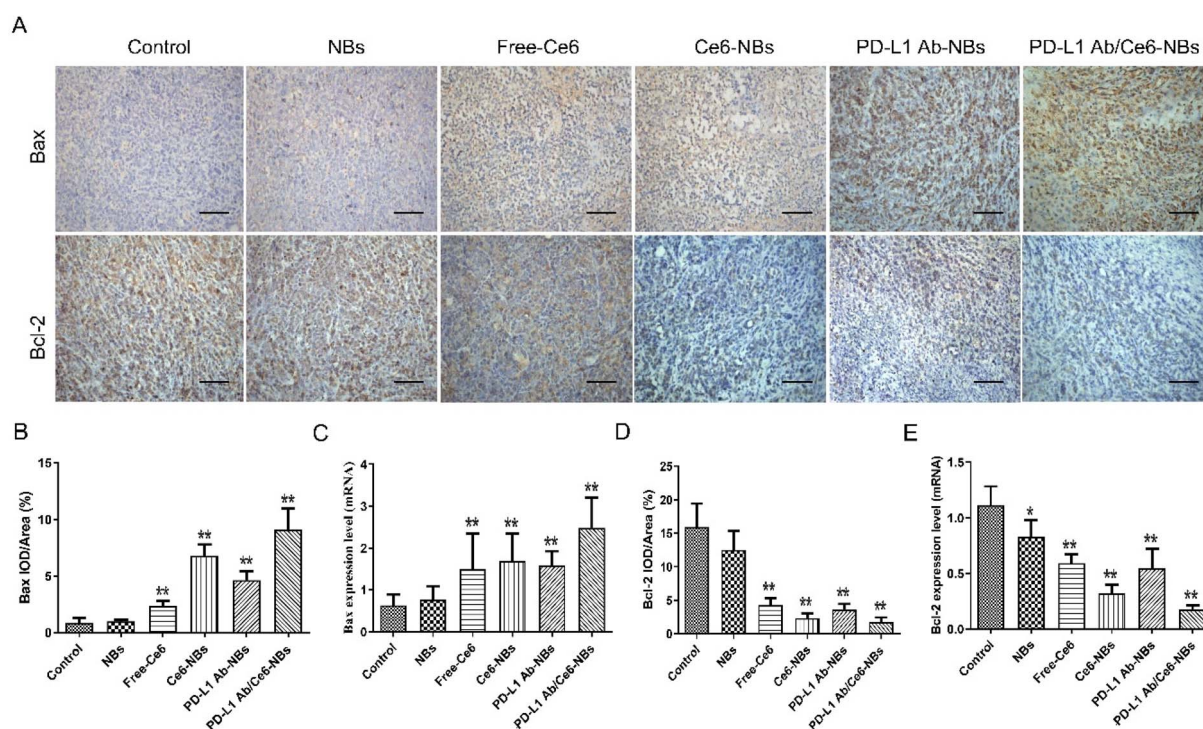 A
Control NBs Free-Ce6 Ce6-NBs PD-L1 Ab-NBs PD-L1 Ab/Ce6-NBs
Bax
Bcl-2
B
Bax IOD/Area (%)
15
10
5
0
** ** ** **
Control NBs Free-Ce6 Ce6-NBs PD-L1 Ab-NBs PD-L1 Ab/Ce6-NBs
C
Bax expression level (mRNA)
4
3
2
1
0
** ** ** **
Control NBs Free-Ce6 Ce6-NBs PD-L1 Ab-NBs PD-L1 Ab/Ce6-NBs
D
Bcl-2 IOD/Area (%)
25
20
15
10
5
0
** ** ** **
Control NBs Free-Ce6 Ce6-NBs PD-L1 Ab-NBs PD-L1 Ab/Ce6-NBs
E
Bcl-2 expression level (mRNA)
1.5
1.0
0.5
0.0
* ** ** ** **
Control NBs Free-Ce6 Ce6-NBs PD-L1 Ab-NBs PD-L1 Ab/Ce6-NBs